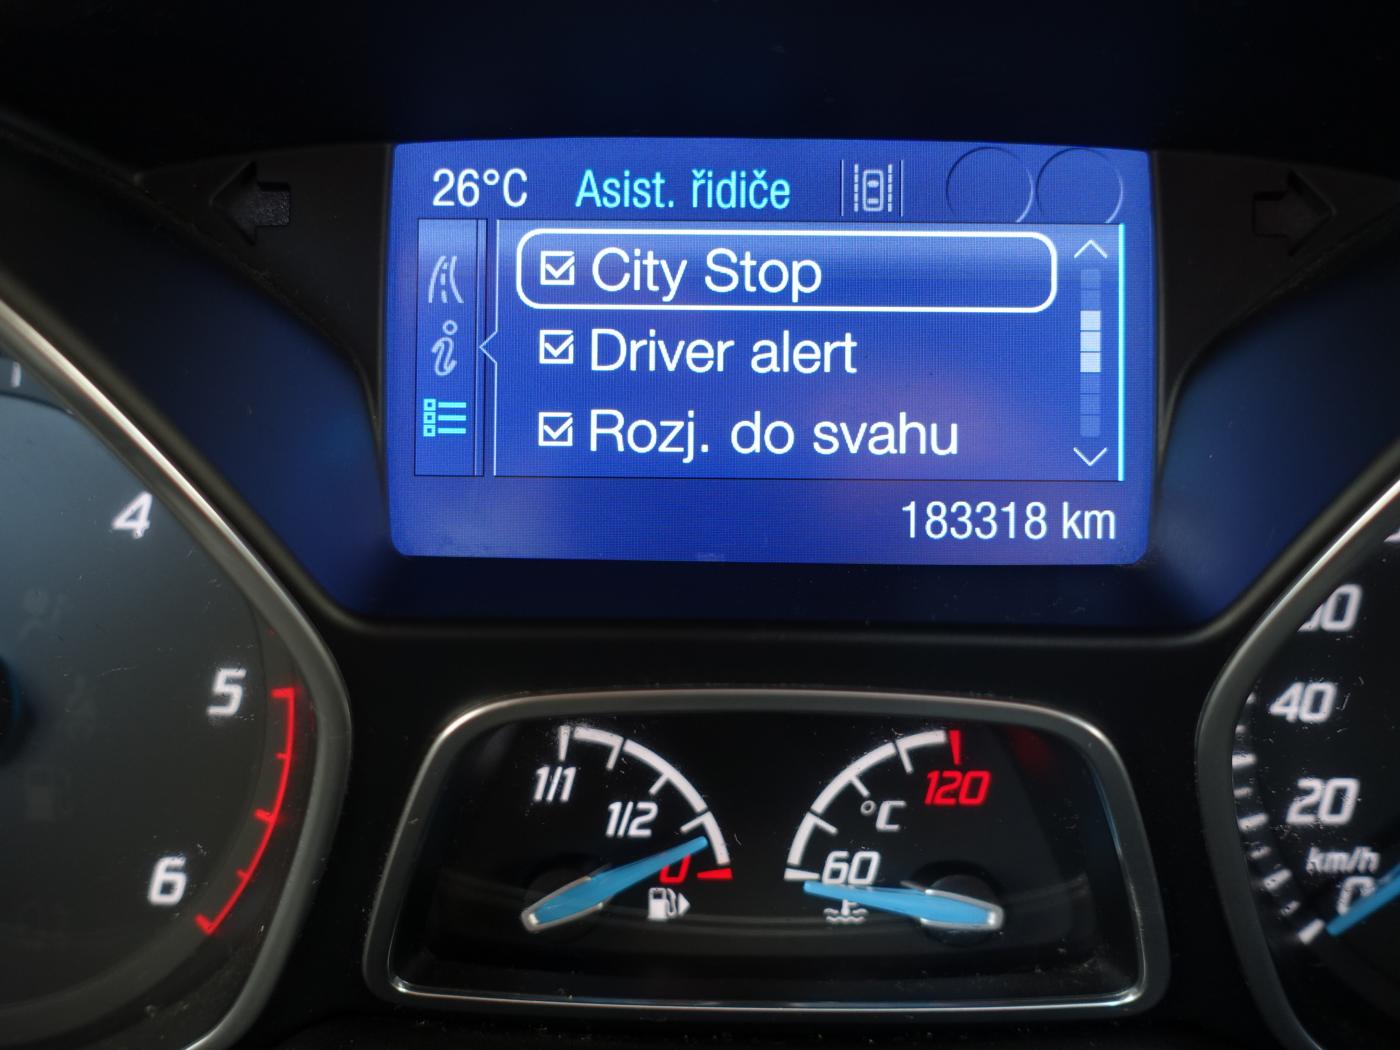 26°C Asist. řidiče
City Stop
Driver alert
Rozj. do svahu
183318 km
4
5
6
1/1
1/2
0
120
°C
60
40
20
km/h
0